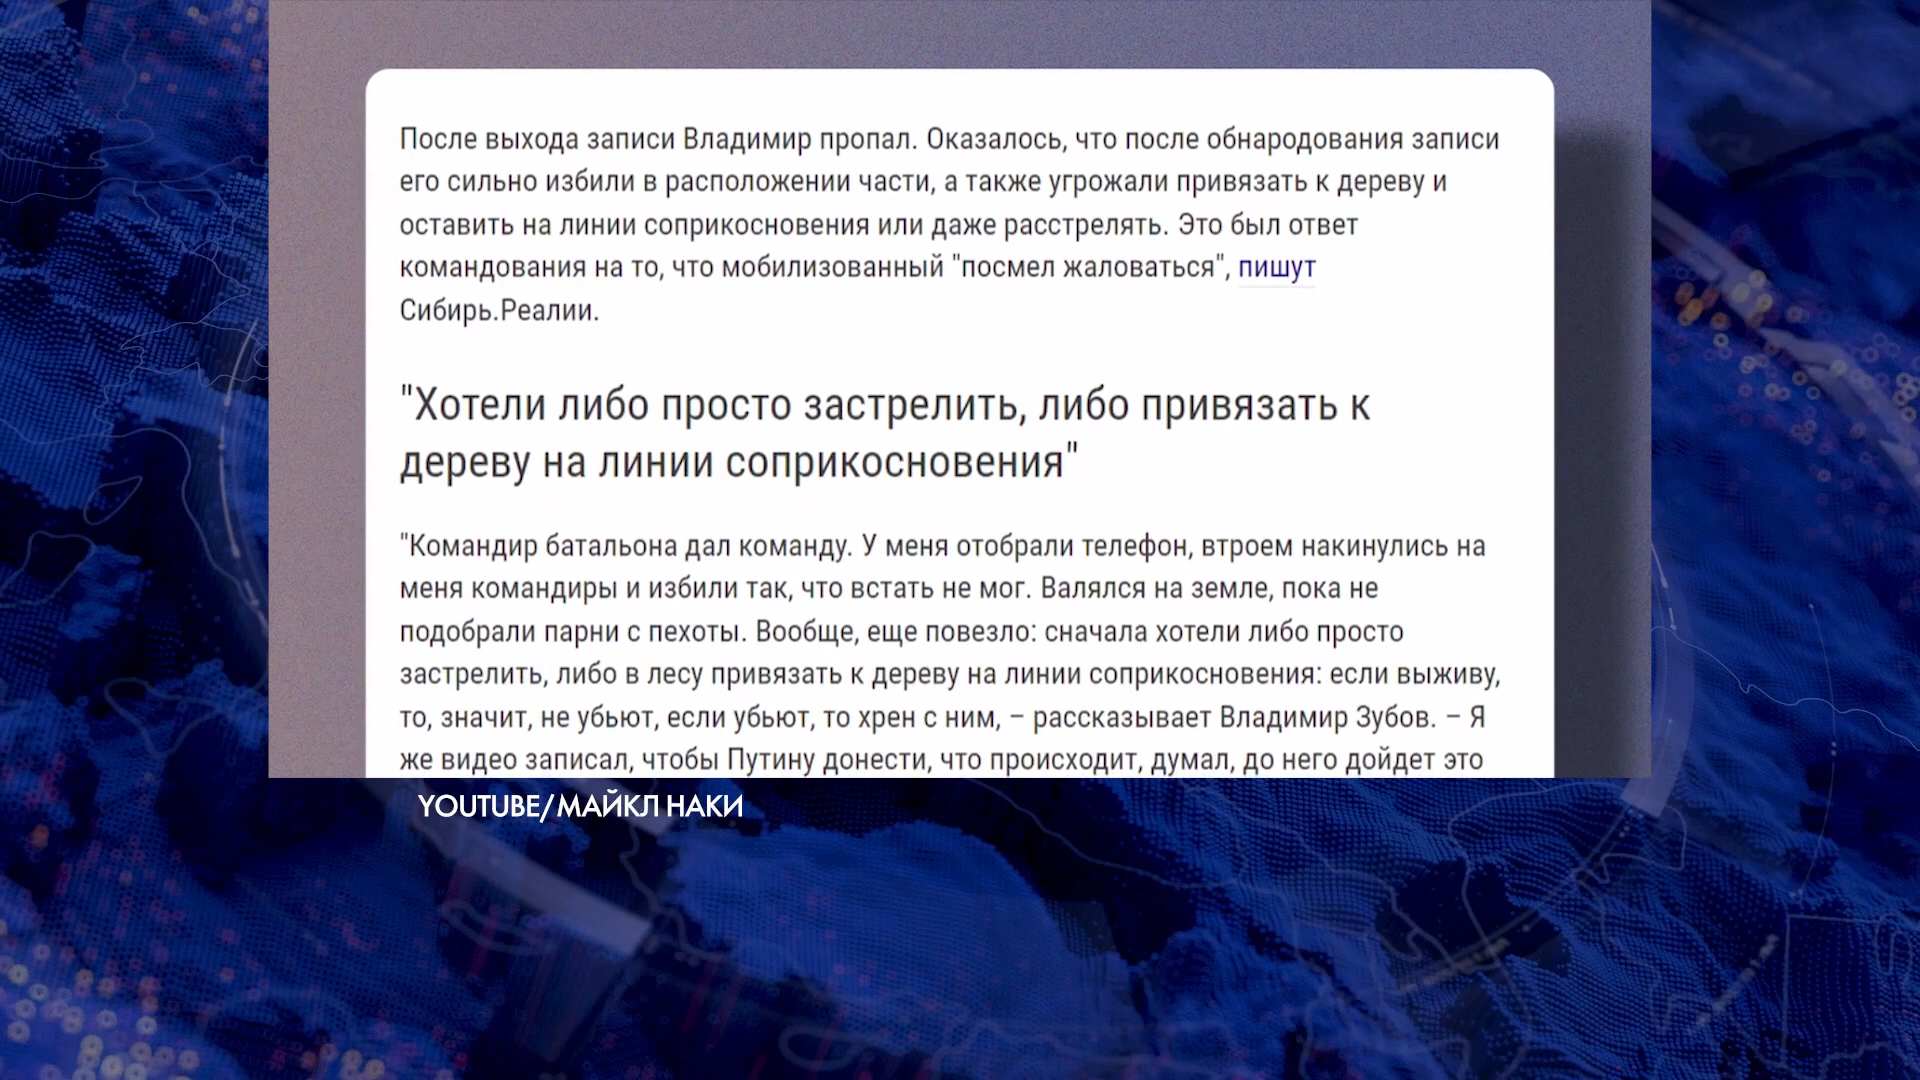 После выхода записи Владимир пропал. Оказалось, что после обнародования записи
его сильно избили в расположении части, а также угрожали привязать к дереву и
оставить на линии соприкосновения или даже расстрелять. Это был ответ
командования на то, что мобилизованный "посмел жаловаться", пишут
Сибирь.Реалии.
"Хотели либо просто застрелить, либо привязать к
дереву на линии соприкосновения"
"Командир батальона дал команду. У меня отобрали телефон, втроем накинулись на
меня командиры и избили так, что встать не мог. Валялся на земле, пока не
подобрали парни с пехоты. Вообще, еще повезло: сначала хотели либо просто
застрелить, либо в лесу привязать к дереву на линии соприкосновения: если выживу,
то, значит, не убьют, если убьют, то хрен с ним, – рассказывает Владимир Зубов. – Я
же видео записал, чтобы Путину донести, что происходит, думал, до него дойдет это
YOUTUBE/МАЙКЛ НАКИ